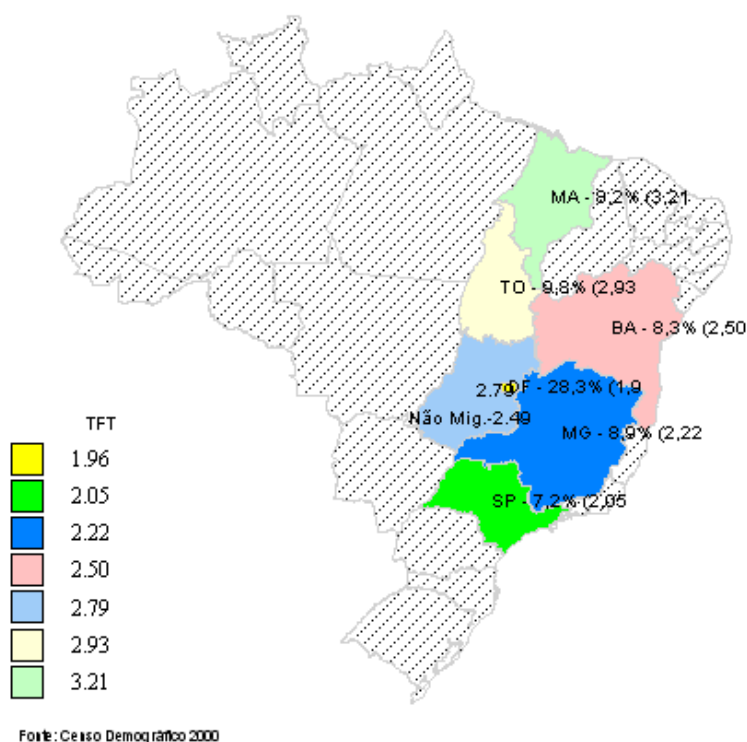 MA - 9,2% (3,21
TO - 9,8% (2,93
BA - 8,3% (2,50
2.79
DF - 28,3% (1,9
Não Mig.-2.49
MG - 8,9% (2,22
SP - 7,2% (2,05
TFT
1.96
2.05
2.22
2.50
2.79
2.93
3.21
Fonte: Censo Demográfico 2000